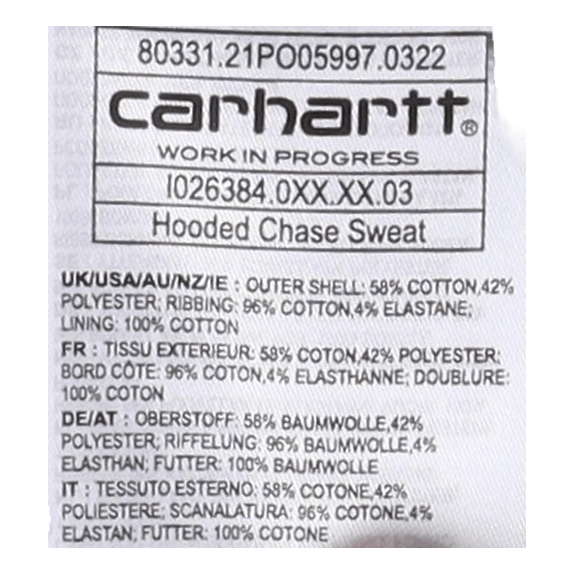 80331.21PO05997.0322
carhartt®
WORK IN PROGRESS
I026384.0XX.XX.03
Hooded Chase Sweat
UK/USA/AU/NZ/IE : OUTER SHELL: 58% COTTON,42%
POLYESTER; RIBBING: 96% COTTON,4% ELASTANE;
LINING: 100% COTTON
FR : TISSU EXTERIEUR: 58% COTON,42% POLYESTER;
BORD CÔTE: 96% COTON,4% ELASTHANNE; DOUBLURE:
100% COTON
DE/AT : OBERSTOFF: 58% BAUMWOLLE,42%
POLYESTER; RIFFELUNG: 96% BAUMWOLLE,4%
ELASTHAN; FUTTER: 100% BAUMWOLLE
IT : TESSUTO ESTERNO: 58% COTONE,42%
POLIESTERE; SCANALATURA: 96% COTONE,4%
ELASTAN; FUTTER: 100% COTONE